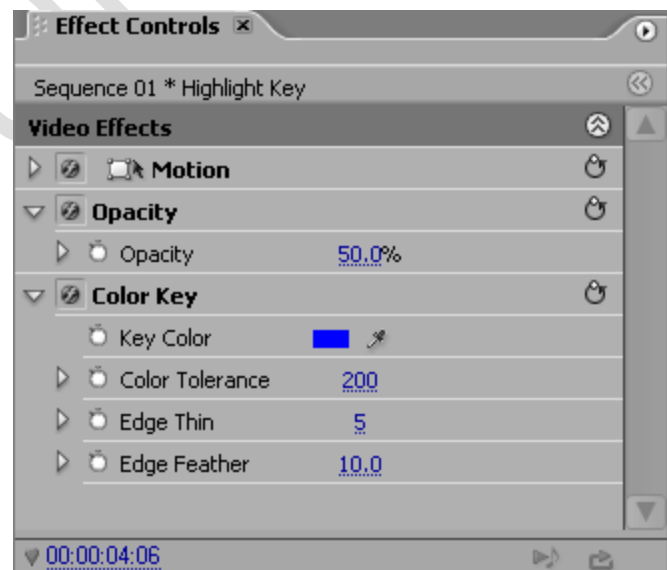 Effect Controls
Sequence 01 * Highlight Key
Video Effects
Motion
Opacity
Opacity 50.0%
Color Key
Key Color
Color Tolerance 200
Edge Thin 5
Edge Feather 10.0
00:00:04:06